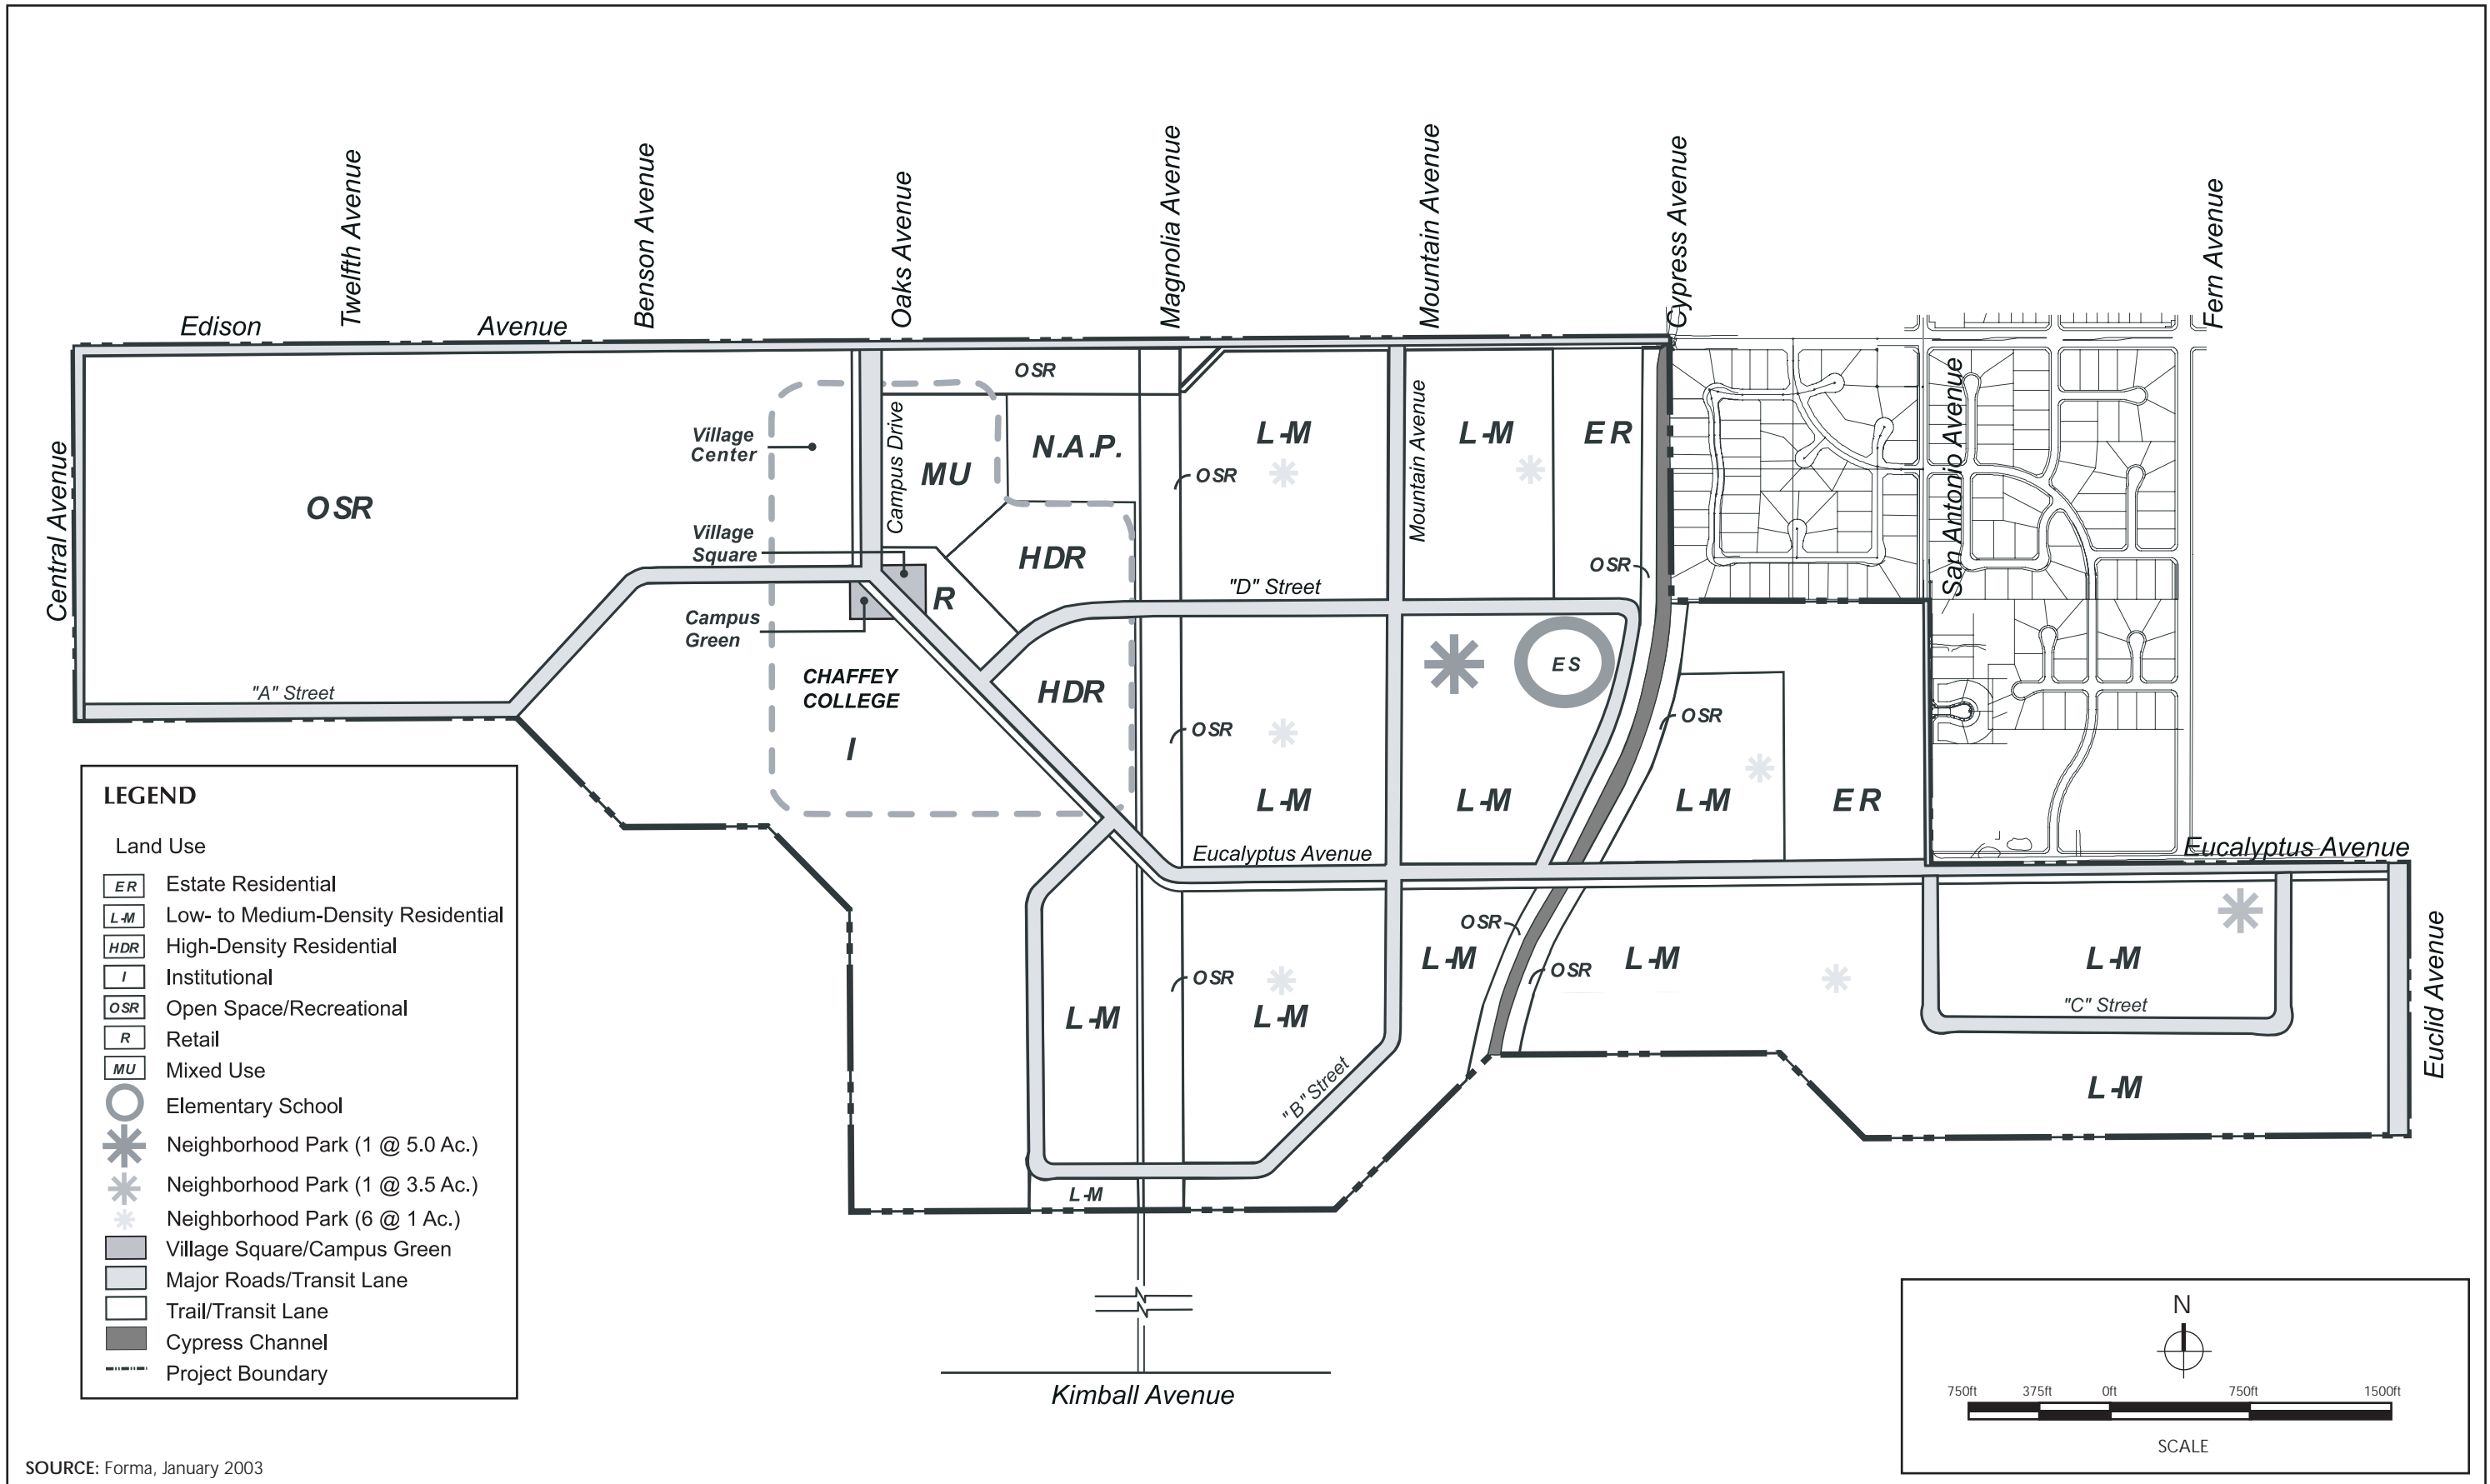 Twelfth Avenue
Benson Avenue
Oaks Avenue
Magnolia Avenue
Mountain Avenue
Cypress Avenue
Fern Avenue
Edison Avenue
Central Avenue
San Antonio Avenue
OSR
Village
Center
Campus Drive
MU
OSR
N.A.P.
OSR
L-M
Mountain Avenue
L-M
ER
OSR
Village
Square
HDR
R
"D" Street
Campus
Green
"A" Street
CHAFFEY
COLLEGE
I
HDR
OSR
L-M
ES
L-M
OSR
L-M
ER
Eucalyptus Avenue
Eucalyptus Avenue
L-M
OSR
L-M
"B" Street
L-M
OSR
L-M
OSR
OSR
L-M
L-M
"C" Street
L-M
Euclid Avenue
Kimball Avenue
LEGEND
Land Use
ER Estate Residential
L-M Low- to Medium-Density Residential
HDR High-Density Residential
I Institutional
OSR Open Space/Recreational
R Retail
MU Mixed Use
Elementary School
Neighborhood Park (1 @ 5.0 Ac.)
Neighborhood Park (1 @ 3.5 Ac.)
Neighborhood Park (6 @ 1 Ac.)
Village Square/Campus Green
Major Roads/Transit Lane
Trail/Transit Lane
Cypress Channel
Project Boundary
N
750ft 375ft 0ft 750ft 1500ft
SCALE
SOURCE: Forma, January 2003